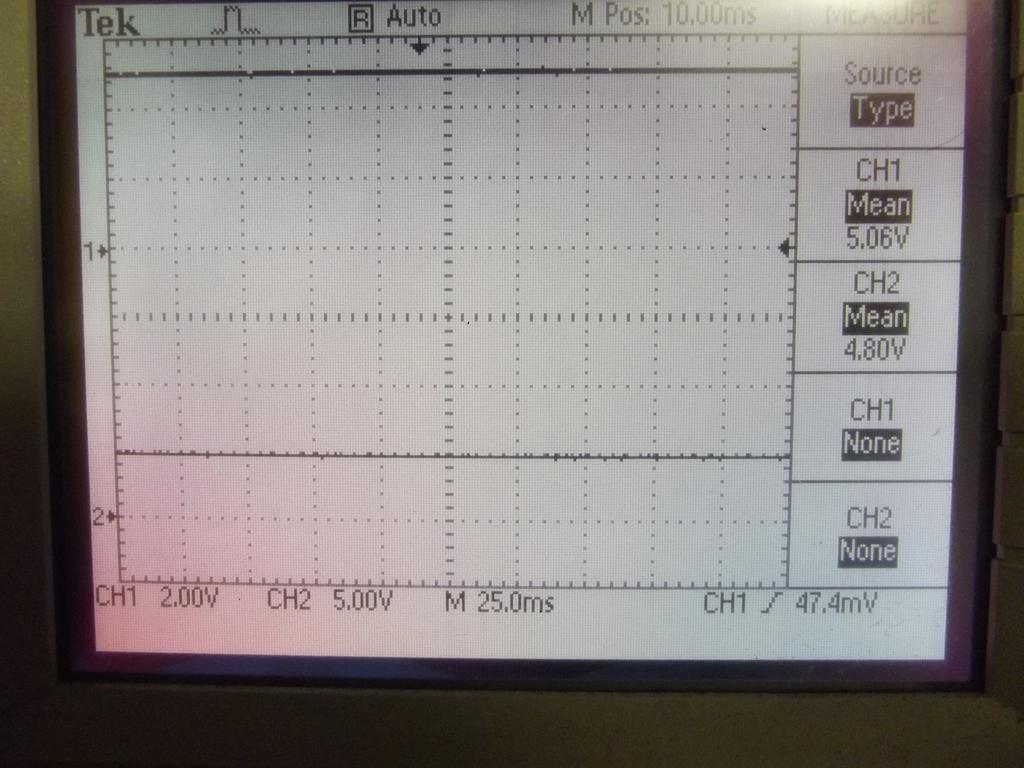 Tek R Auto M Pos: 10.00ms MEASURE
Source
Type
CH1
Mean
5.06V
CH2
Mean
4.80V
CH1
None
CH2
None
1
2
CH1 2.00V CH2 5.00V M 25.0ms CH1 47.4mV